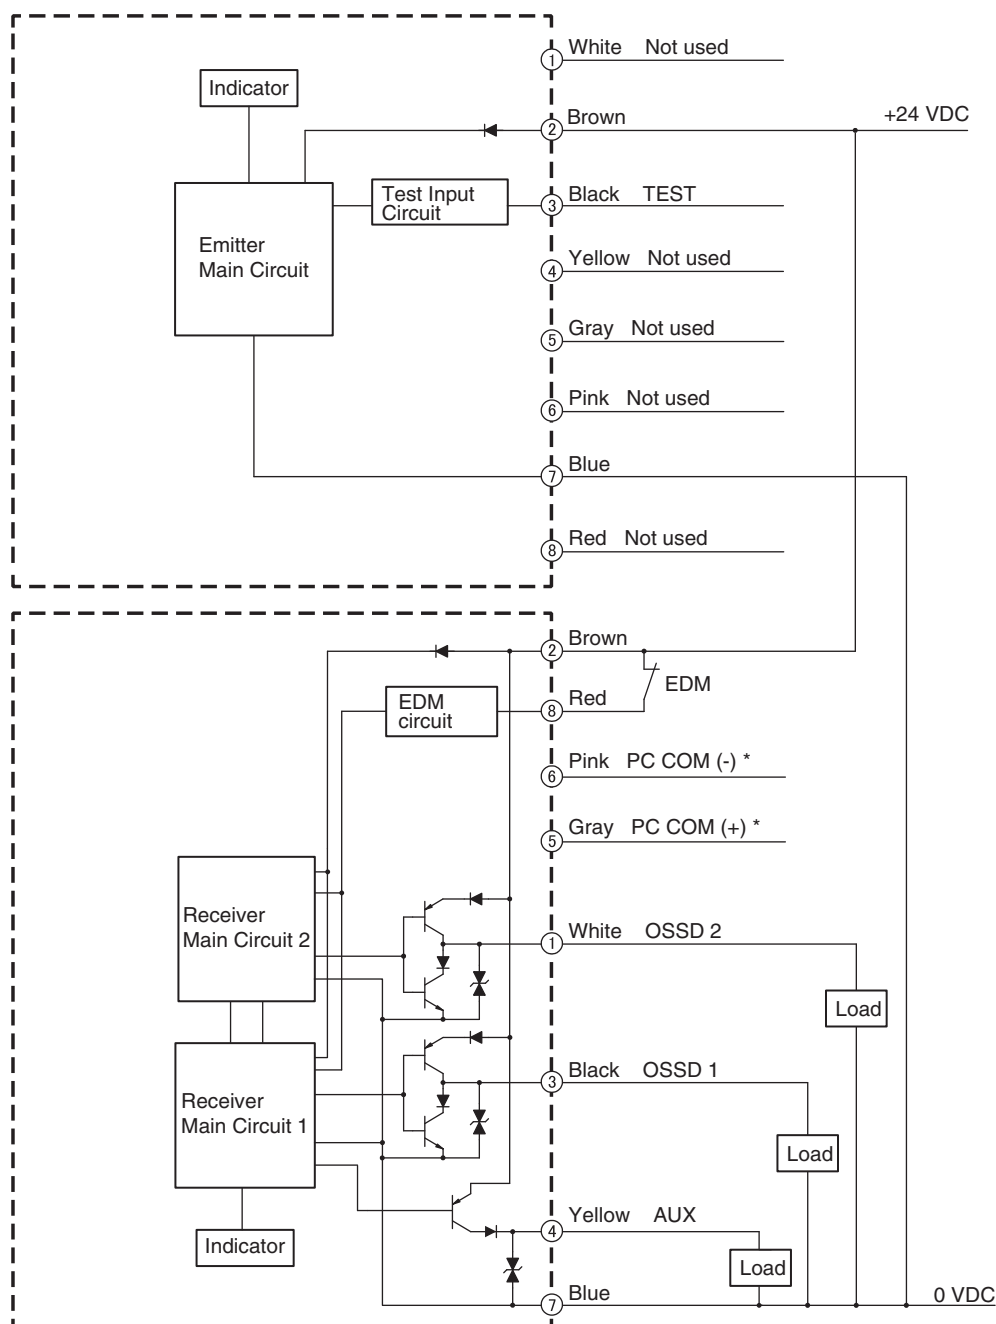 1 White Not used
Indicator
2 Brown +24 VDC
Test Input
Circuit
3 Black TEST
Emitter
Main Circuit
4 Yellow Not used
5 Gray Not used
6 Pink Not used
7 Blue
8 Red Not used
2 Brown
EDM
EDM
circuit
8 Red
6 Pink PC COM (-) *
5 Gray PC COM (+) *
Receiver
Main Circuit 2
1 White OSSD 2
Load
3 Black OSSD 1
Receiver
Main Circuit 1
Load
4 Yellow AUX
Indicator
Load
7 Blue 0 VDC